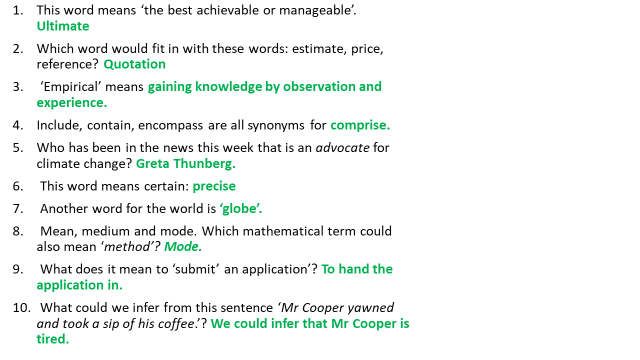 1. This word means ‘the best achievable or manageable’.
Ultimate
2. Which word would fit in with these words: estimate, price,
reference? Quotation
3. ‘Empirical’ means gaining knowledge by observation and
experience.
4. Include, contain, encompass are all synonyms for comprise.
5. Who has been in the news this week that is an advocate for
climate change? Greta Thunberg.
6. This word means certain: precise
7. Another word for the world is ‘globe’.
8. Mean, medium and mode. Which mathematical term could
also mean ‘method’? Mode.
9. What does it mean to ‘submit’ an application’? To hand the
application in.
10. What could we infer from this sentence ‘Mr Cooper yawned
and took a sip of his coffee.’? We could infer that Mr Cooper is
tired.